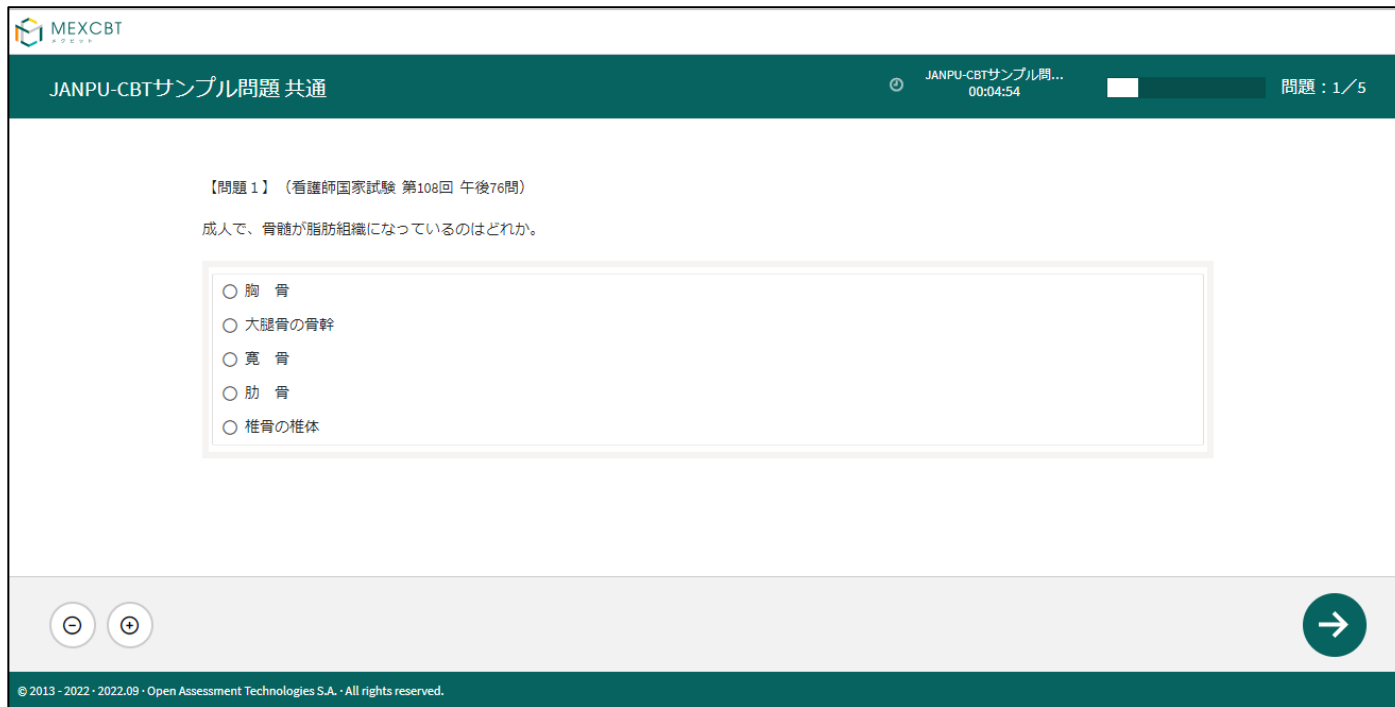 MEXCBT
メクビット
JANPU-CBTサンプル問題 共通
JANPU-CBTサンプル問...
00:04:54
問題：1／5
【問題１】（看護師国家試験 第108回 午後76問）
成人で、骨髄が脂肪組織になっているのはどれか。
胸　骨
大腿骨の骨幹
寛　骨
肋　骨
椎骨の椎体
© 2013 - 2022 · 2022.09 · Open Assessment Technologies S.A. · All rights reserved.